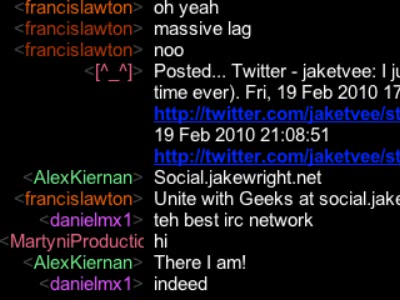 <francislawton> oh yeah
<francislawton> massive lag
<francislawton> noo
<[^_^]> Posted... Twitter - jaketvee: I ju
time ever). Fri, 19 Feb 2010 17
http://twitter.com/jaketvee/st
19 Feb 2010 21:08:51
http://twitter.com/jaketvee/st
<AlexKiernan> Social.jakewright.net
<francislawton> Unite with Geeks at social.jake
<danielmx1> teh best irc network
<MartyniProductic hi
<AlexKiernan> There I am!
<danielmx1> indeed